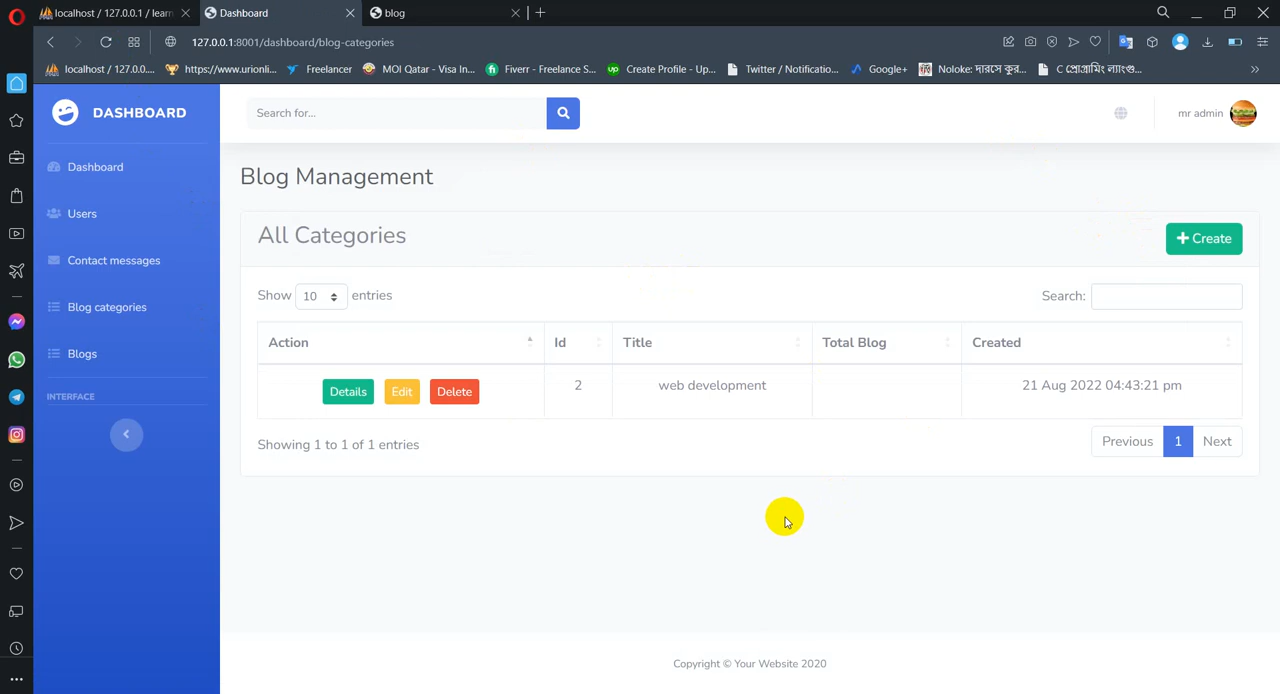 localhost / 127.0.0.1 / learn
Dashboard
blog
127.0.0.1:8001/dashboard/blog-categories
localhost / 127.0.0....
https://www.urionli...
Freelancer
MOI Qatar - Visa In...
Fiverr - Freelance S...
Create Profile - Up...
Twitter / Notificatio...
Google+
Noloke: দারসে কুর...
C প্রোগ্রামিং ল্যাংগু...
DASHBOARD
Search for...
mr admin
Dashboard
Users
Contact messages
Blog categories
Blogs
INTERFACE
Blog Management
All Categories
Create
Show 10 entries
Search:
Action Id Title Total Blog Created
Details Edit Delete 2 web development 21 Aug 2022 04:43:21 pm
Showing 1 to 1 of 1 entries
Previous 1 Next
Copyright © Your Website 2020